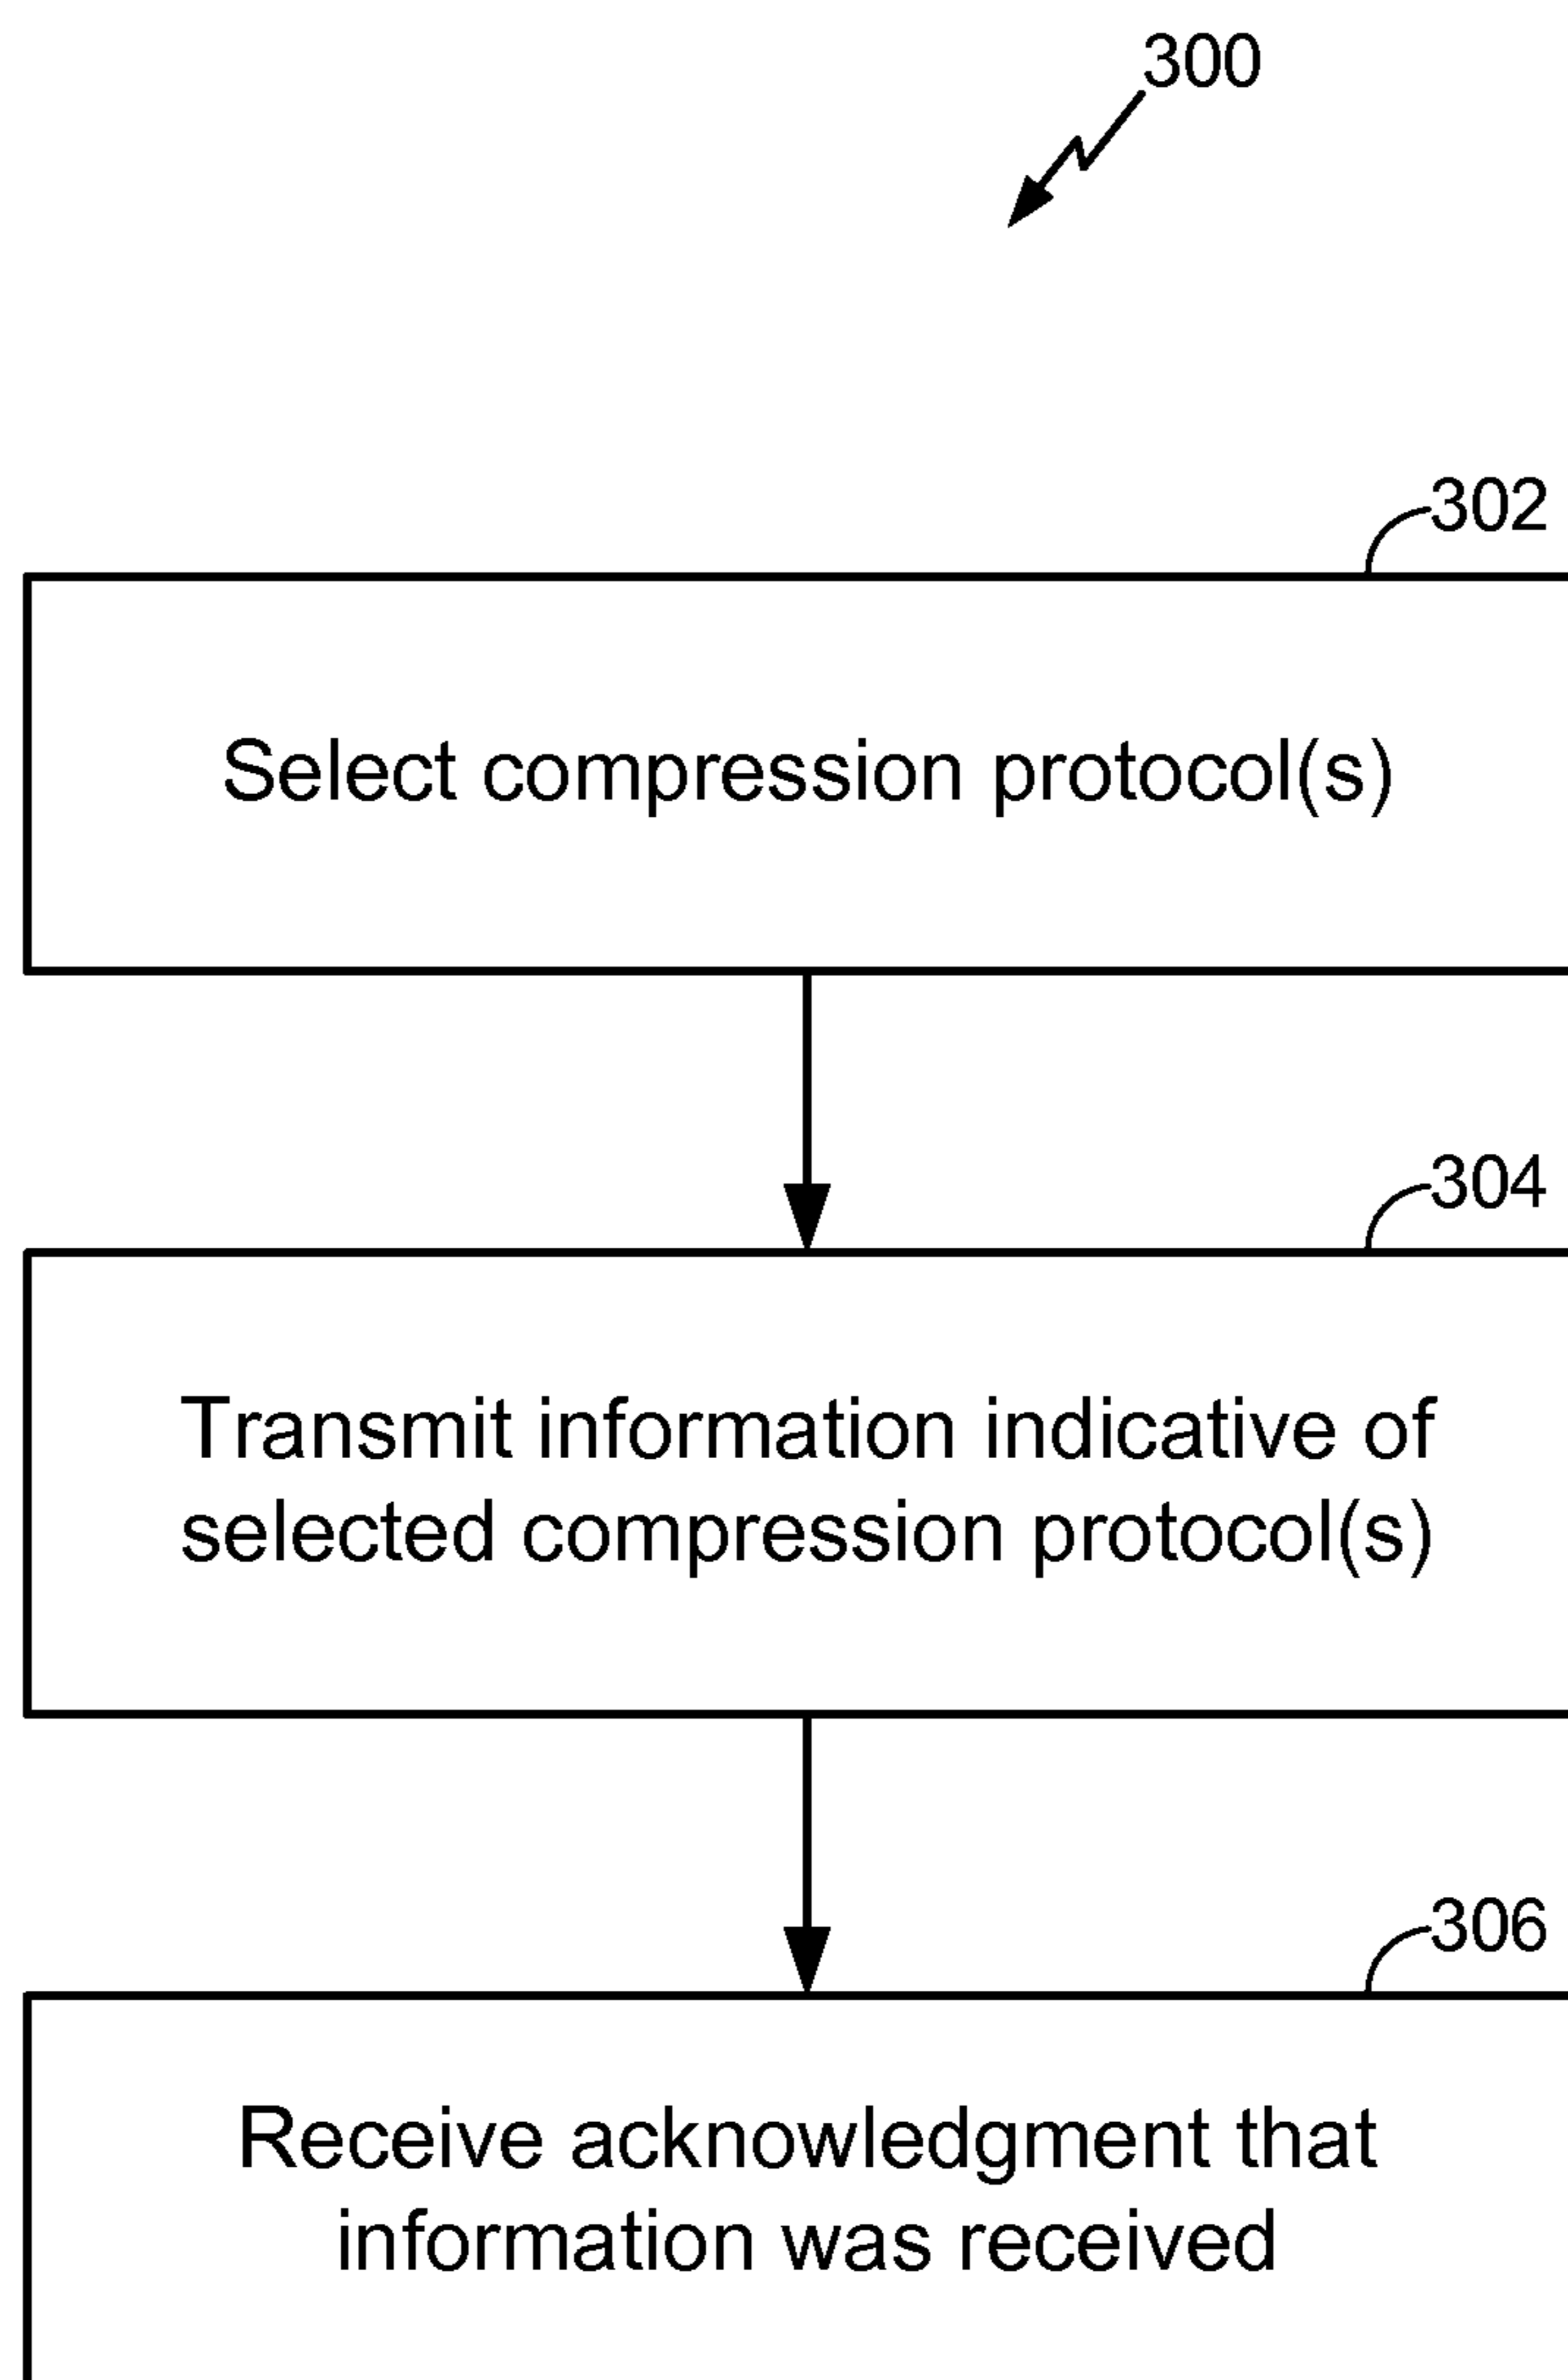 300
302
Select compression protocol(s)
304
Transmit information indicative of
selected compression protocol(s)
306
Receive acknowledgment that
information was received